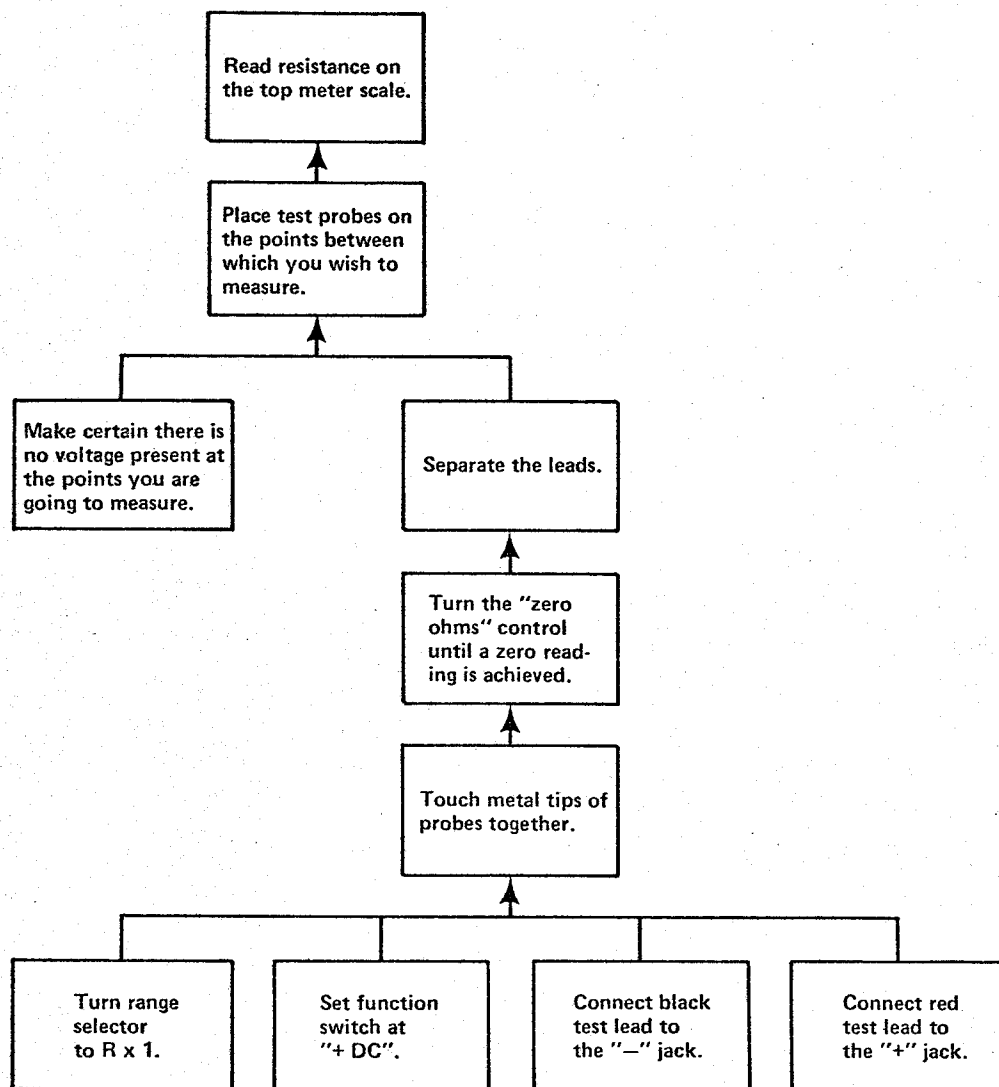 Read resistance on
the top meter scale.
Place test probes on
the points between
which you wish to
measure.
Make certain there is
no voltage present at
the points you are
going to measure.
Separate the leads.
Turn the "zero
ohms" control
until a zero read-
ing is achieved.
Touch metal tips of
probes together.
Turn range
selector
to R x 1.
Set function
switch at
"+ DC".
Connect black
test lead to
the "—" jack.
Connect red
test lead to
the "+" jack.